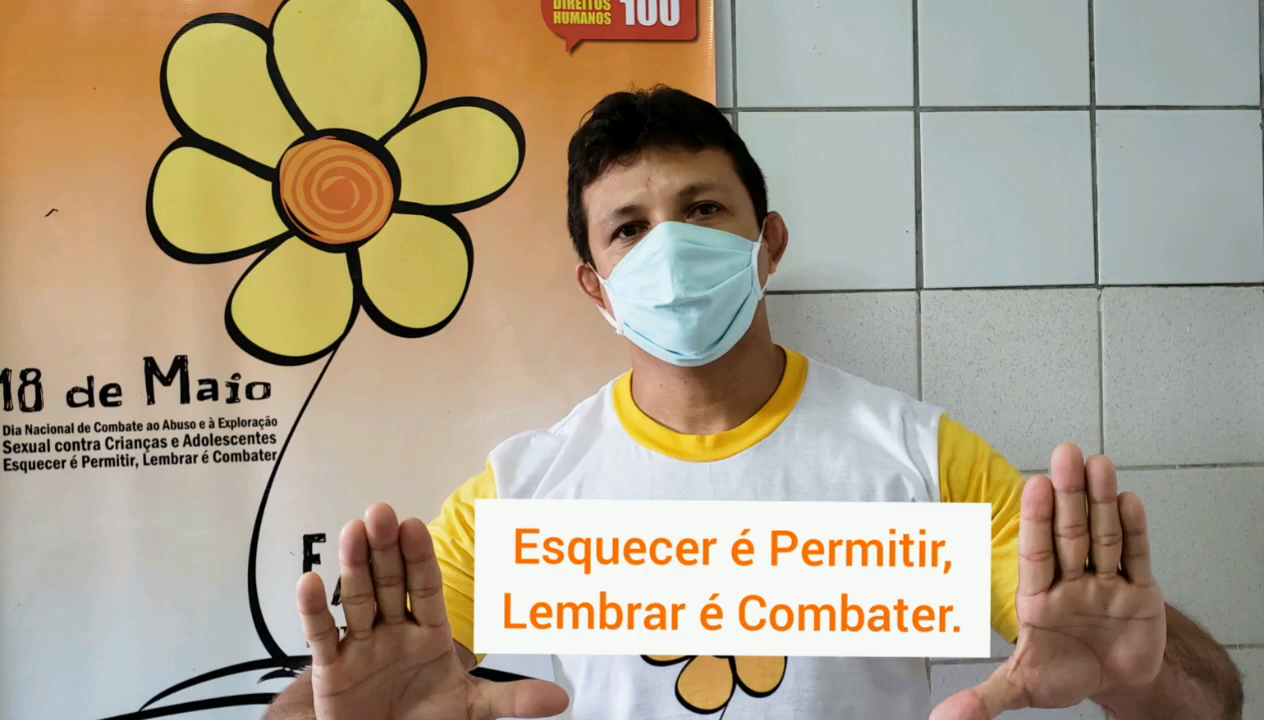 DIREITOS
HUMANOS
100
18 de Maio
Dia Nacional de Combate ao Abuso e à Exploração
Sexual contra Crianças e Adolescentes
Esquecer é Permitir, Lembrar é Combater
F
Esquecer é Permitir,
Lembrar é Combater.